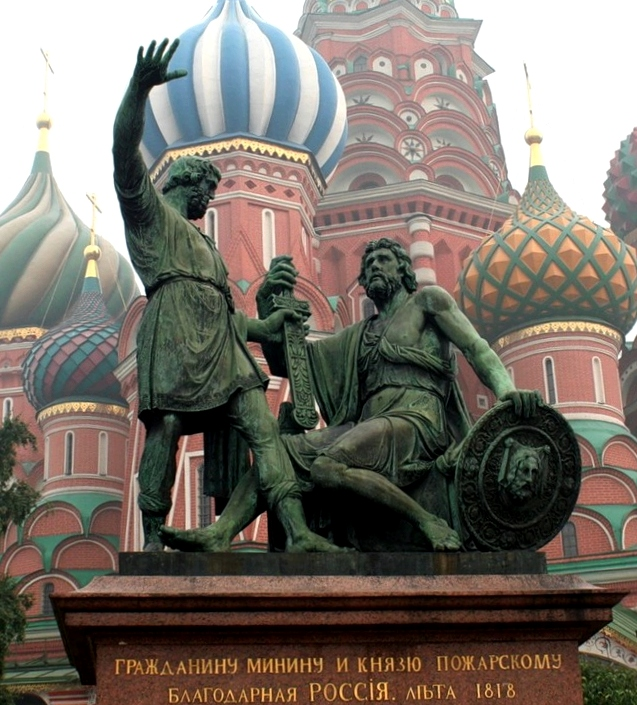 ГРАЖДАНИНУ МИНИНУ И КНЯЗЮ ПОЖАРСКОМУ
БЛАГОДАРНАЯ РОССІЯ. ЛѢТА 1818